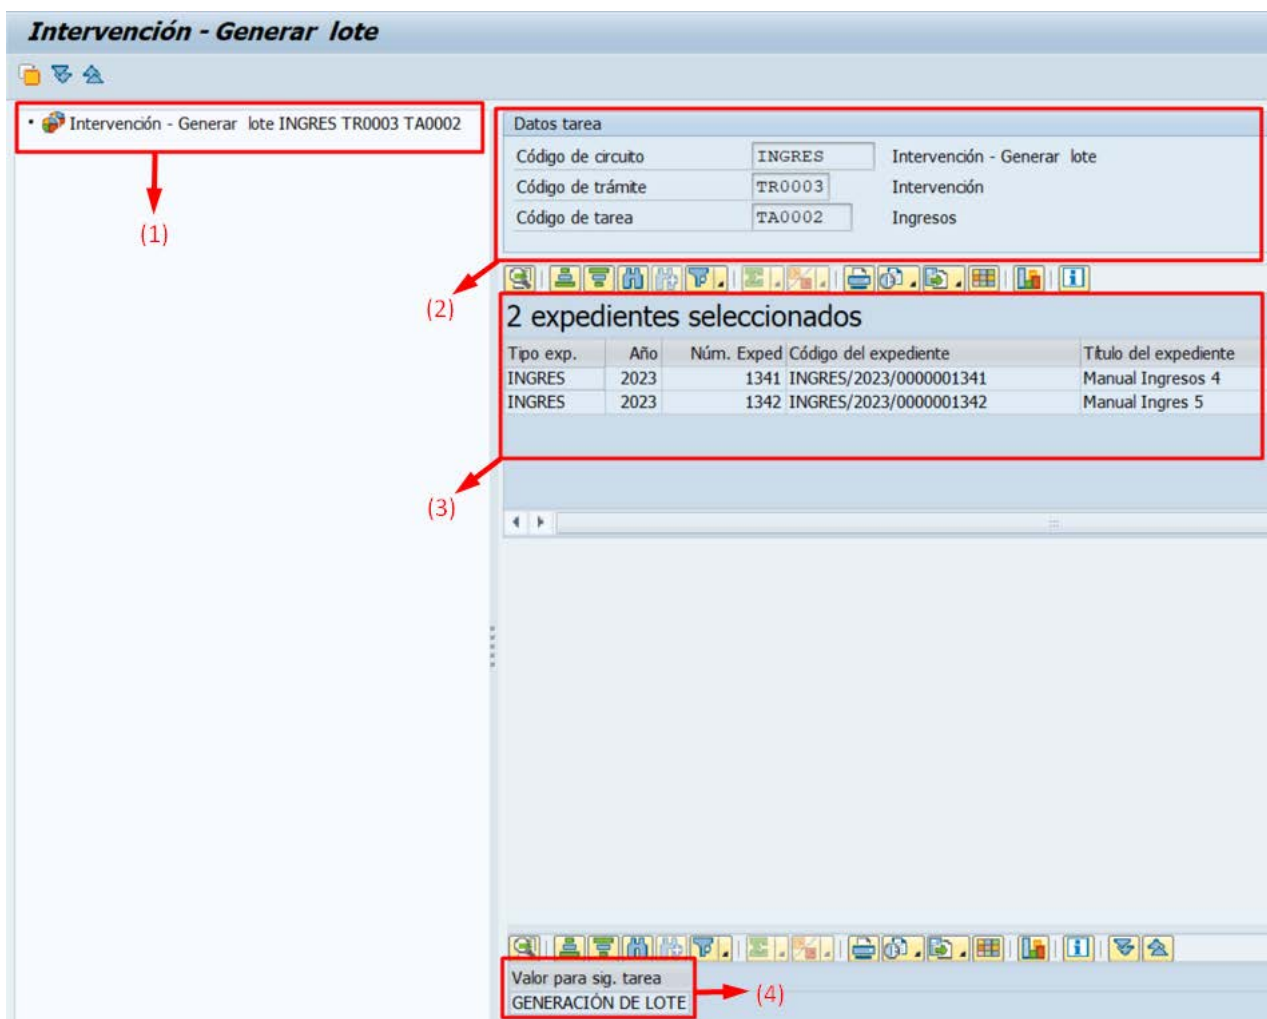 Intervención - Generar lote
Intervención - Generar lote INGRES TR0003 TA0002
(1)
Datos tarea
Código de circuito INGRES Intervención - Generar lote
Código de trámite TR0003 Intervención
Código de tarea TA0002 Ingresos
(2)
2 expedientes seleccionados
Tipo exp. Año Núm. Exped Código del expediente Título del expediente
INGRES 2023 1341 INGRES/2023/0000001341 Manual Ingresos 4
INGRES 2023 1342 INGRES/2023/0000001342 Manual Ingres 5
(3)
Valor para sig. tarea
GENERACIÓN DE LOTE
(4)